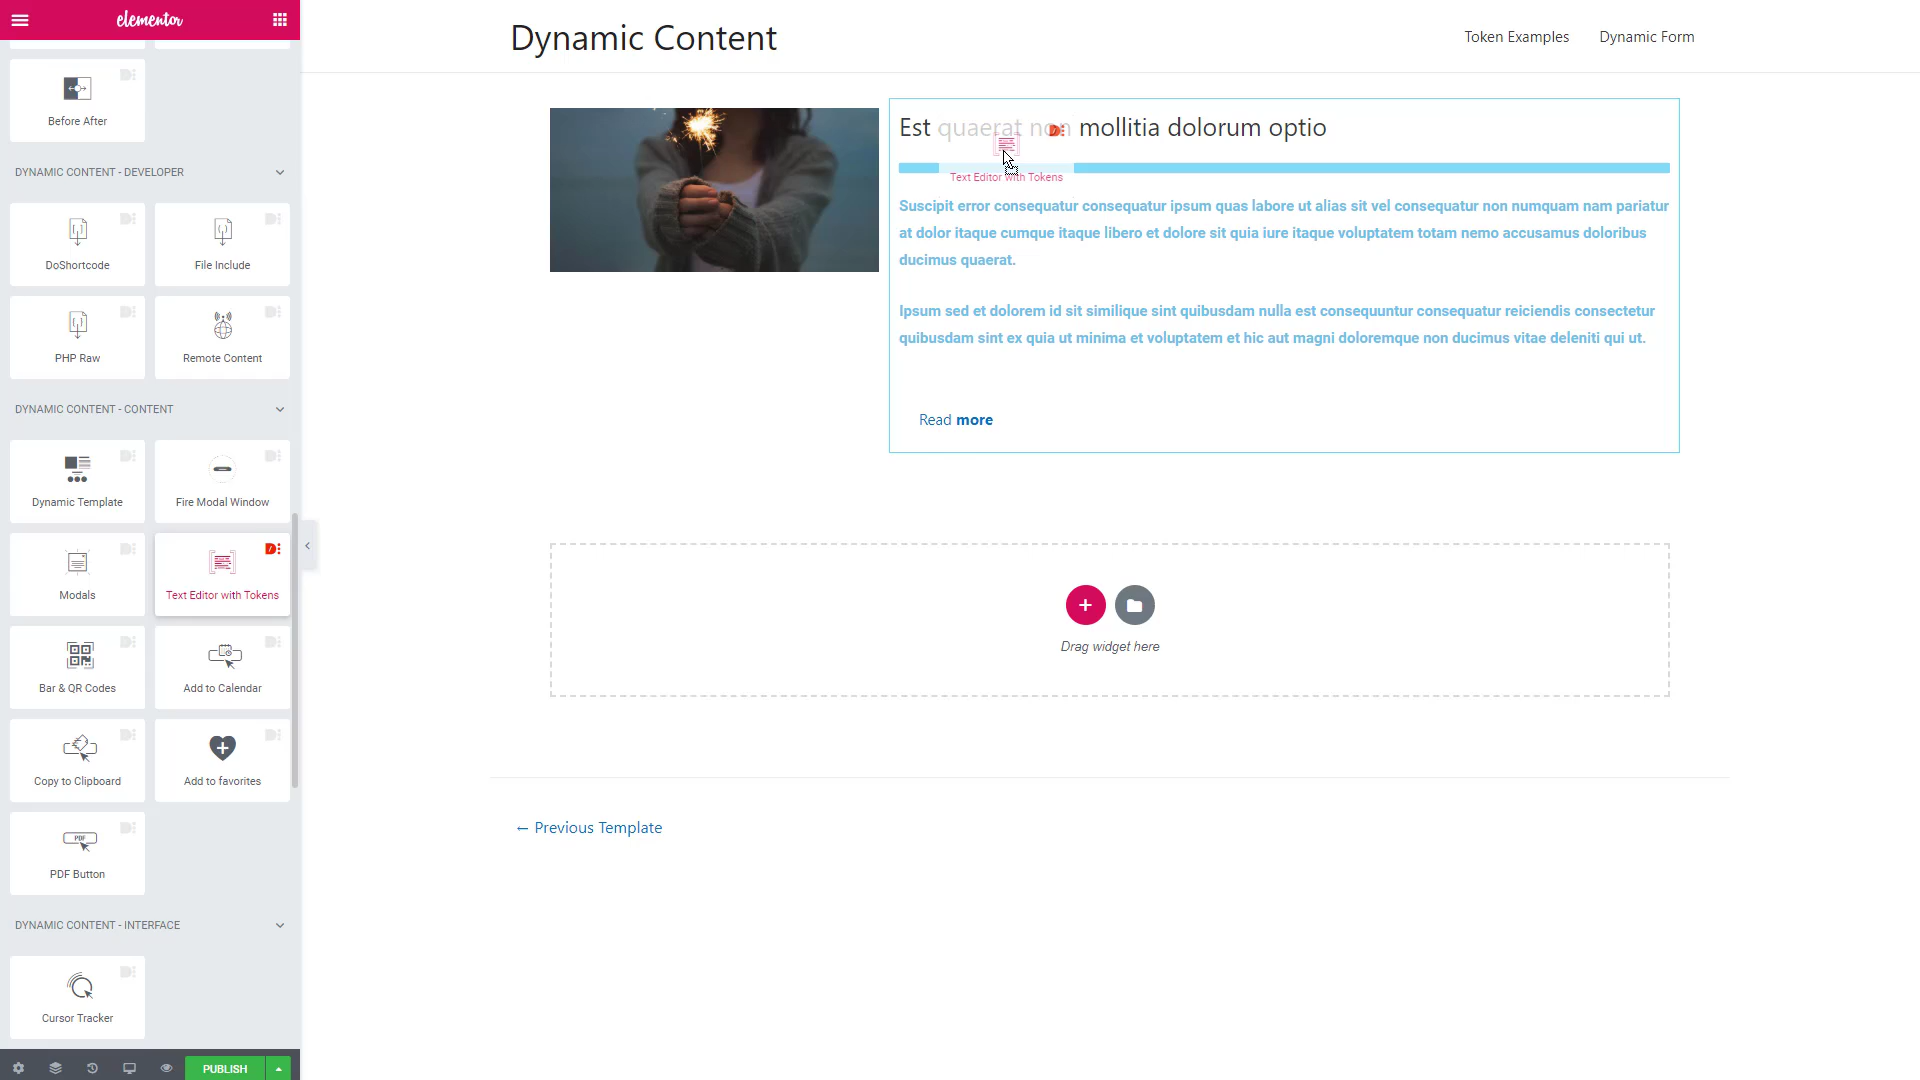 elementor
Before After
DYNAMIC CONTENT - DEVELOPER
DoShortcode
File Include
PHP Raw
Remote Content
DYNAMIC CONTENT - CONTENT
Dynamic Template
Fire Modal Window
Modals
Text Editor with Tokens
Bar & QR Codes
Add to Calendar
Copy to Clipboard
Add to favorites
PDF
PDF Button
DYNAMIC CONTENT - INTERFACE
Cursor Tracker
PUBLISH
Dynamic Content
Token Examples
Dynamic Form
Est quaerat non mollitia dolorum optio
Text Editor with Tokens
Suscipit error consequatur consequatur ipsum quas labore ut alias sit vel consequatur non numquam nam pariatur
at dolor itaque cumque itaque libero et dolore sit quia iure itaque voluptatem totam nemo accusamus doloribus
ducimus quaerat.
Ipsum sed et dolorem id sit similique sint quibusdam nulla est consequuntur consequatur reiciendis consectetur
quibusdam sint ex quia ut minima et voluptatem et hic aut magni doloremque non ducimus vitae deleniti qui ut.
Read more
Drag widget here
← Previous Template